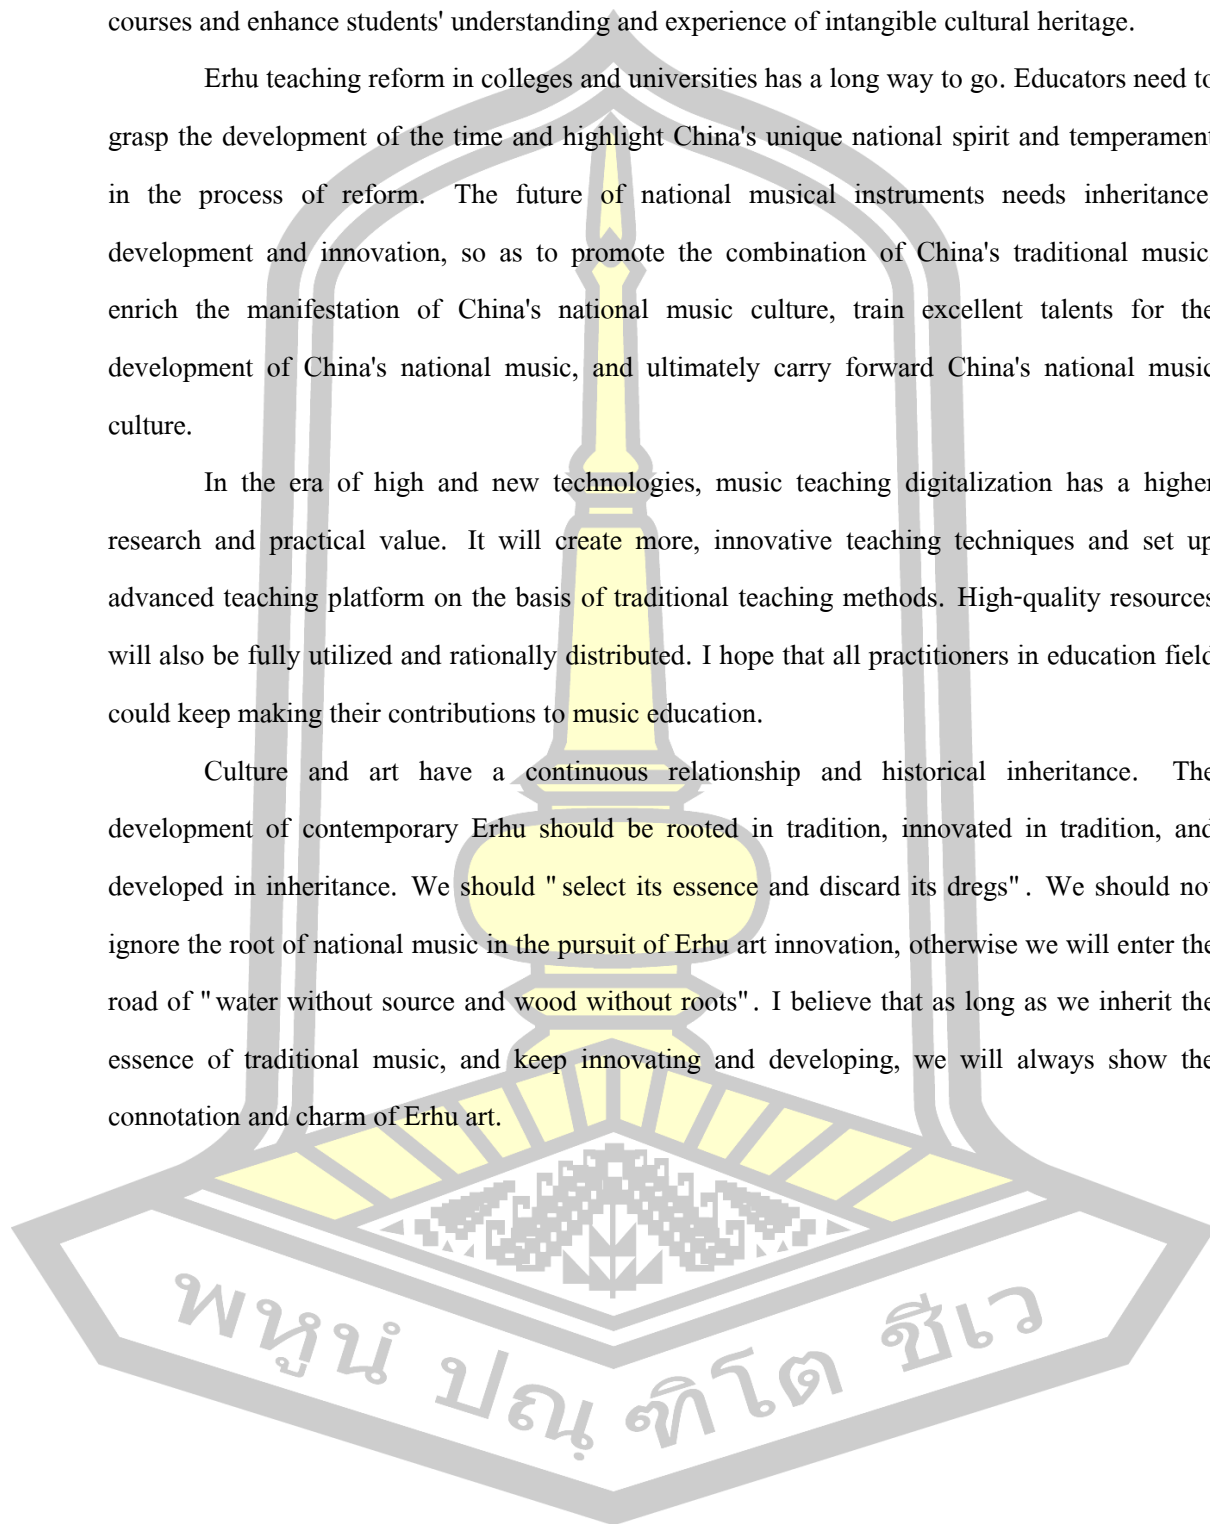 courses and enhance students' understanding and experience of intangible cultural heritage.
Erhu teaching reform in colleges and universities has a long way to go. Educators need to
grasp the development of the time and highlight China's unique national spirit and temperament
in the process of reform. The future of national musical instruments needs inheritance
development and innovation, so as to promote the combination of China's traditional music
enrich the manifestation of China's national music culture, train excellent talents for the
development of China's national music, and ultimately carry forward China's national music
culture.
In the era of high and new technologies, music teaching digitalization has a higher
research and practical value. It will create more, innovative teaching techniques and set up
advanced teaching platform on the basis of traditional teaching methods. High-quality resources
will also be fully utilized and rationally distributed. I hope that all practitioners in education field
could keep making their contributions to music education.
Culture and art have a continuous relationship and historical inheritance. The
development of contemporary Erhu should be rooted in tradition, innovated in tradition, and
developed in inheritance. We should "select its essence and discard its dregs". We should not
ignore the root of national music in the pursuit of Erhu art innovation, otherwise we will enter the
road of "water without source and wood without roots". I believe that as long as we inherit the
essence of traditional music, and keep innovating and developing, we will always show the
connotation and charm of Erhu art.
พหูนํ ปณฺฑิโต ชีเว